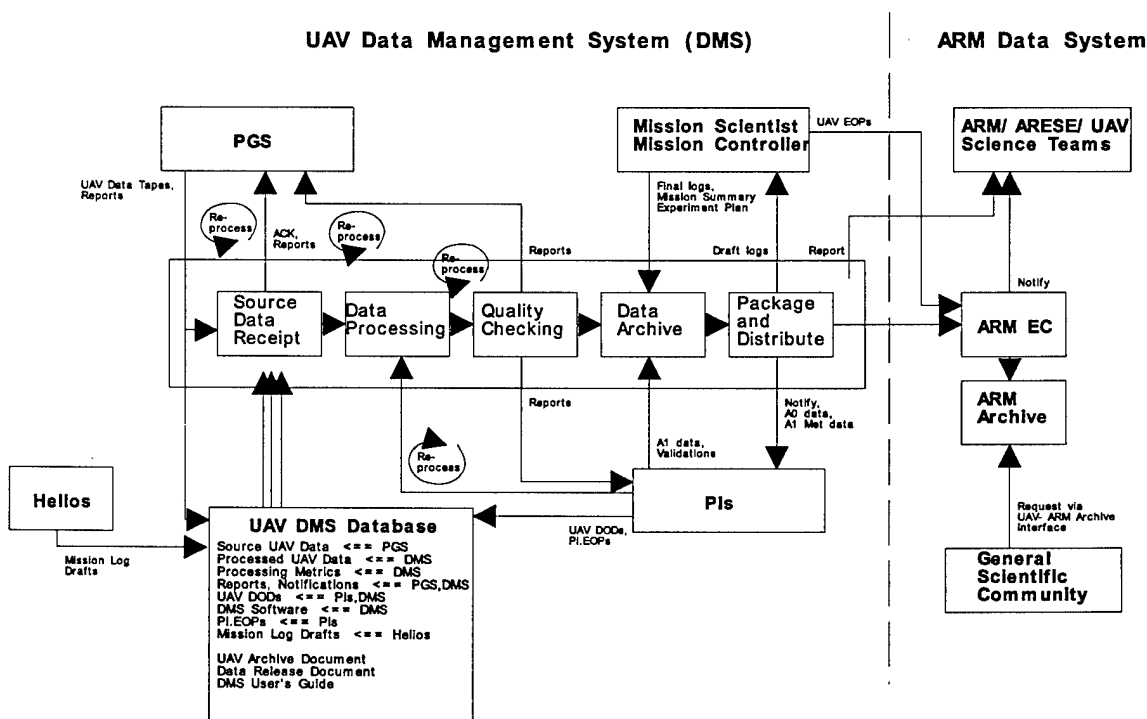 UAV Data Management System (DMS)
ARM Data System
PGS
Mission Scientist
Mission Controller
UAV EOPs
ARM/ ARESE/ UAV
Science Teams
UAV Data Tapes,
Reports
Re-
process
ACK,
Reports
Re-
process
Re-
process
Reports
Final logs,
Mission Summary
Experiment Plan
Draft logs
Report
Notify
Source
Data
Receipt
Data
Processing
Quality
Checking
Data
Archive
Package
and
Distribute
ARM EC
Reports
Re-
process
A1 data,
Validations
Notify,
A0 data,
A1 Met data
ARM
Archive
Helios
Mission Log
Drafts
PIs
UAV DODs,
PI.EOPs
Request via
UAV- ARM Archive
Interface
General
Scientific
Community
UAV DMS Database
Source UAV Data <== PGS
Processed UAV Data <== DMS
Processing Metrics <== DMS
Reports, Notifications <== PGS,DMS
UAV DODs <== PIs,DMS
DMS Software <== DMS
PI.EOPs <== PIs
Mission Log Drafts <== Helios
UAV Archive Document
Data Release Document
DMS User's Guide